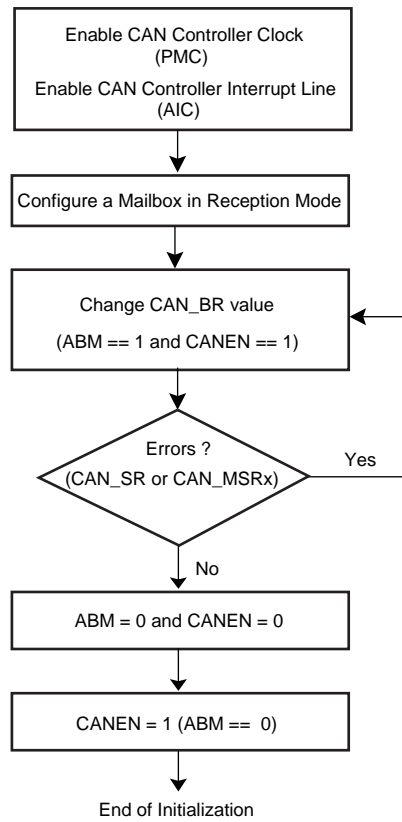 Enable CAN Controller Clock
(PMC)
Enable CAN Controller Interrupt Line
(AIC)
Configure a Mailbox in Reception Mode
Change CAN_BR value
(ABM == 1 and CANEN == 1)
Errors ?
(CAN_SR or CAN_MSRx)
Yes
No
ABM = 0 and CANEN = 0
CANEN = 1 (ABM == 0)
End of Initialization